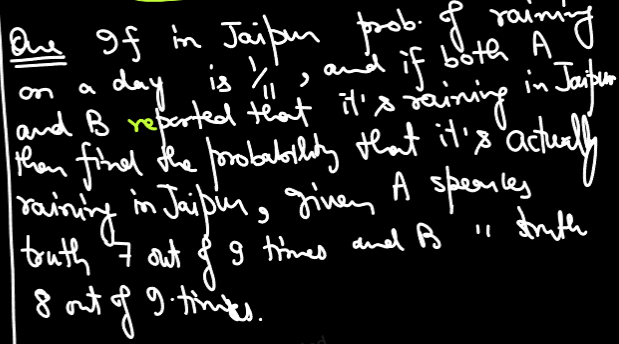 Que If in Jaipur prob. of raining
on a day is 1/11, and if both A
and B reported that it's raining in Jaipur
then find the probability that it's actually
raining in Jaipur, given A speaks
truth 7 out of 9 times and B " truth
8 out of 9 times.